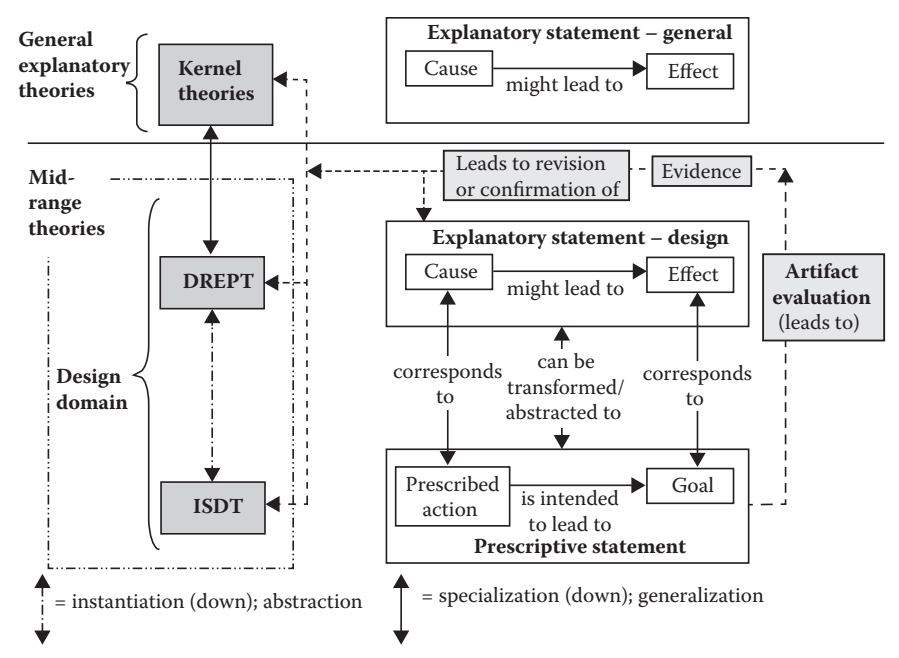 General
explanatory
theories
Kernel
theories
Explanatory statement – general
Cause
might lead to
Effect
Mid-
range
theories
Leads to revision
or confirmation of
Evidence
Explanatory statement – design
Cause
might lead to
Effect
DREPT
Artifact
evaluation
(leads to)
Design
domain
corresponds
to
can be
transformed/
abstracted to
corresponds
to
ISDT
Prescribed
action
is intended
to lead to
Goal
Prescriptive statement
= instantiation (down); abstraction
= specialization (down); generalization